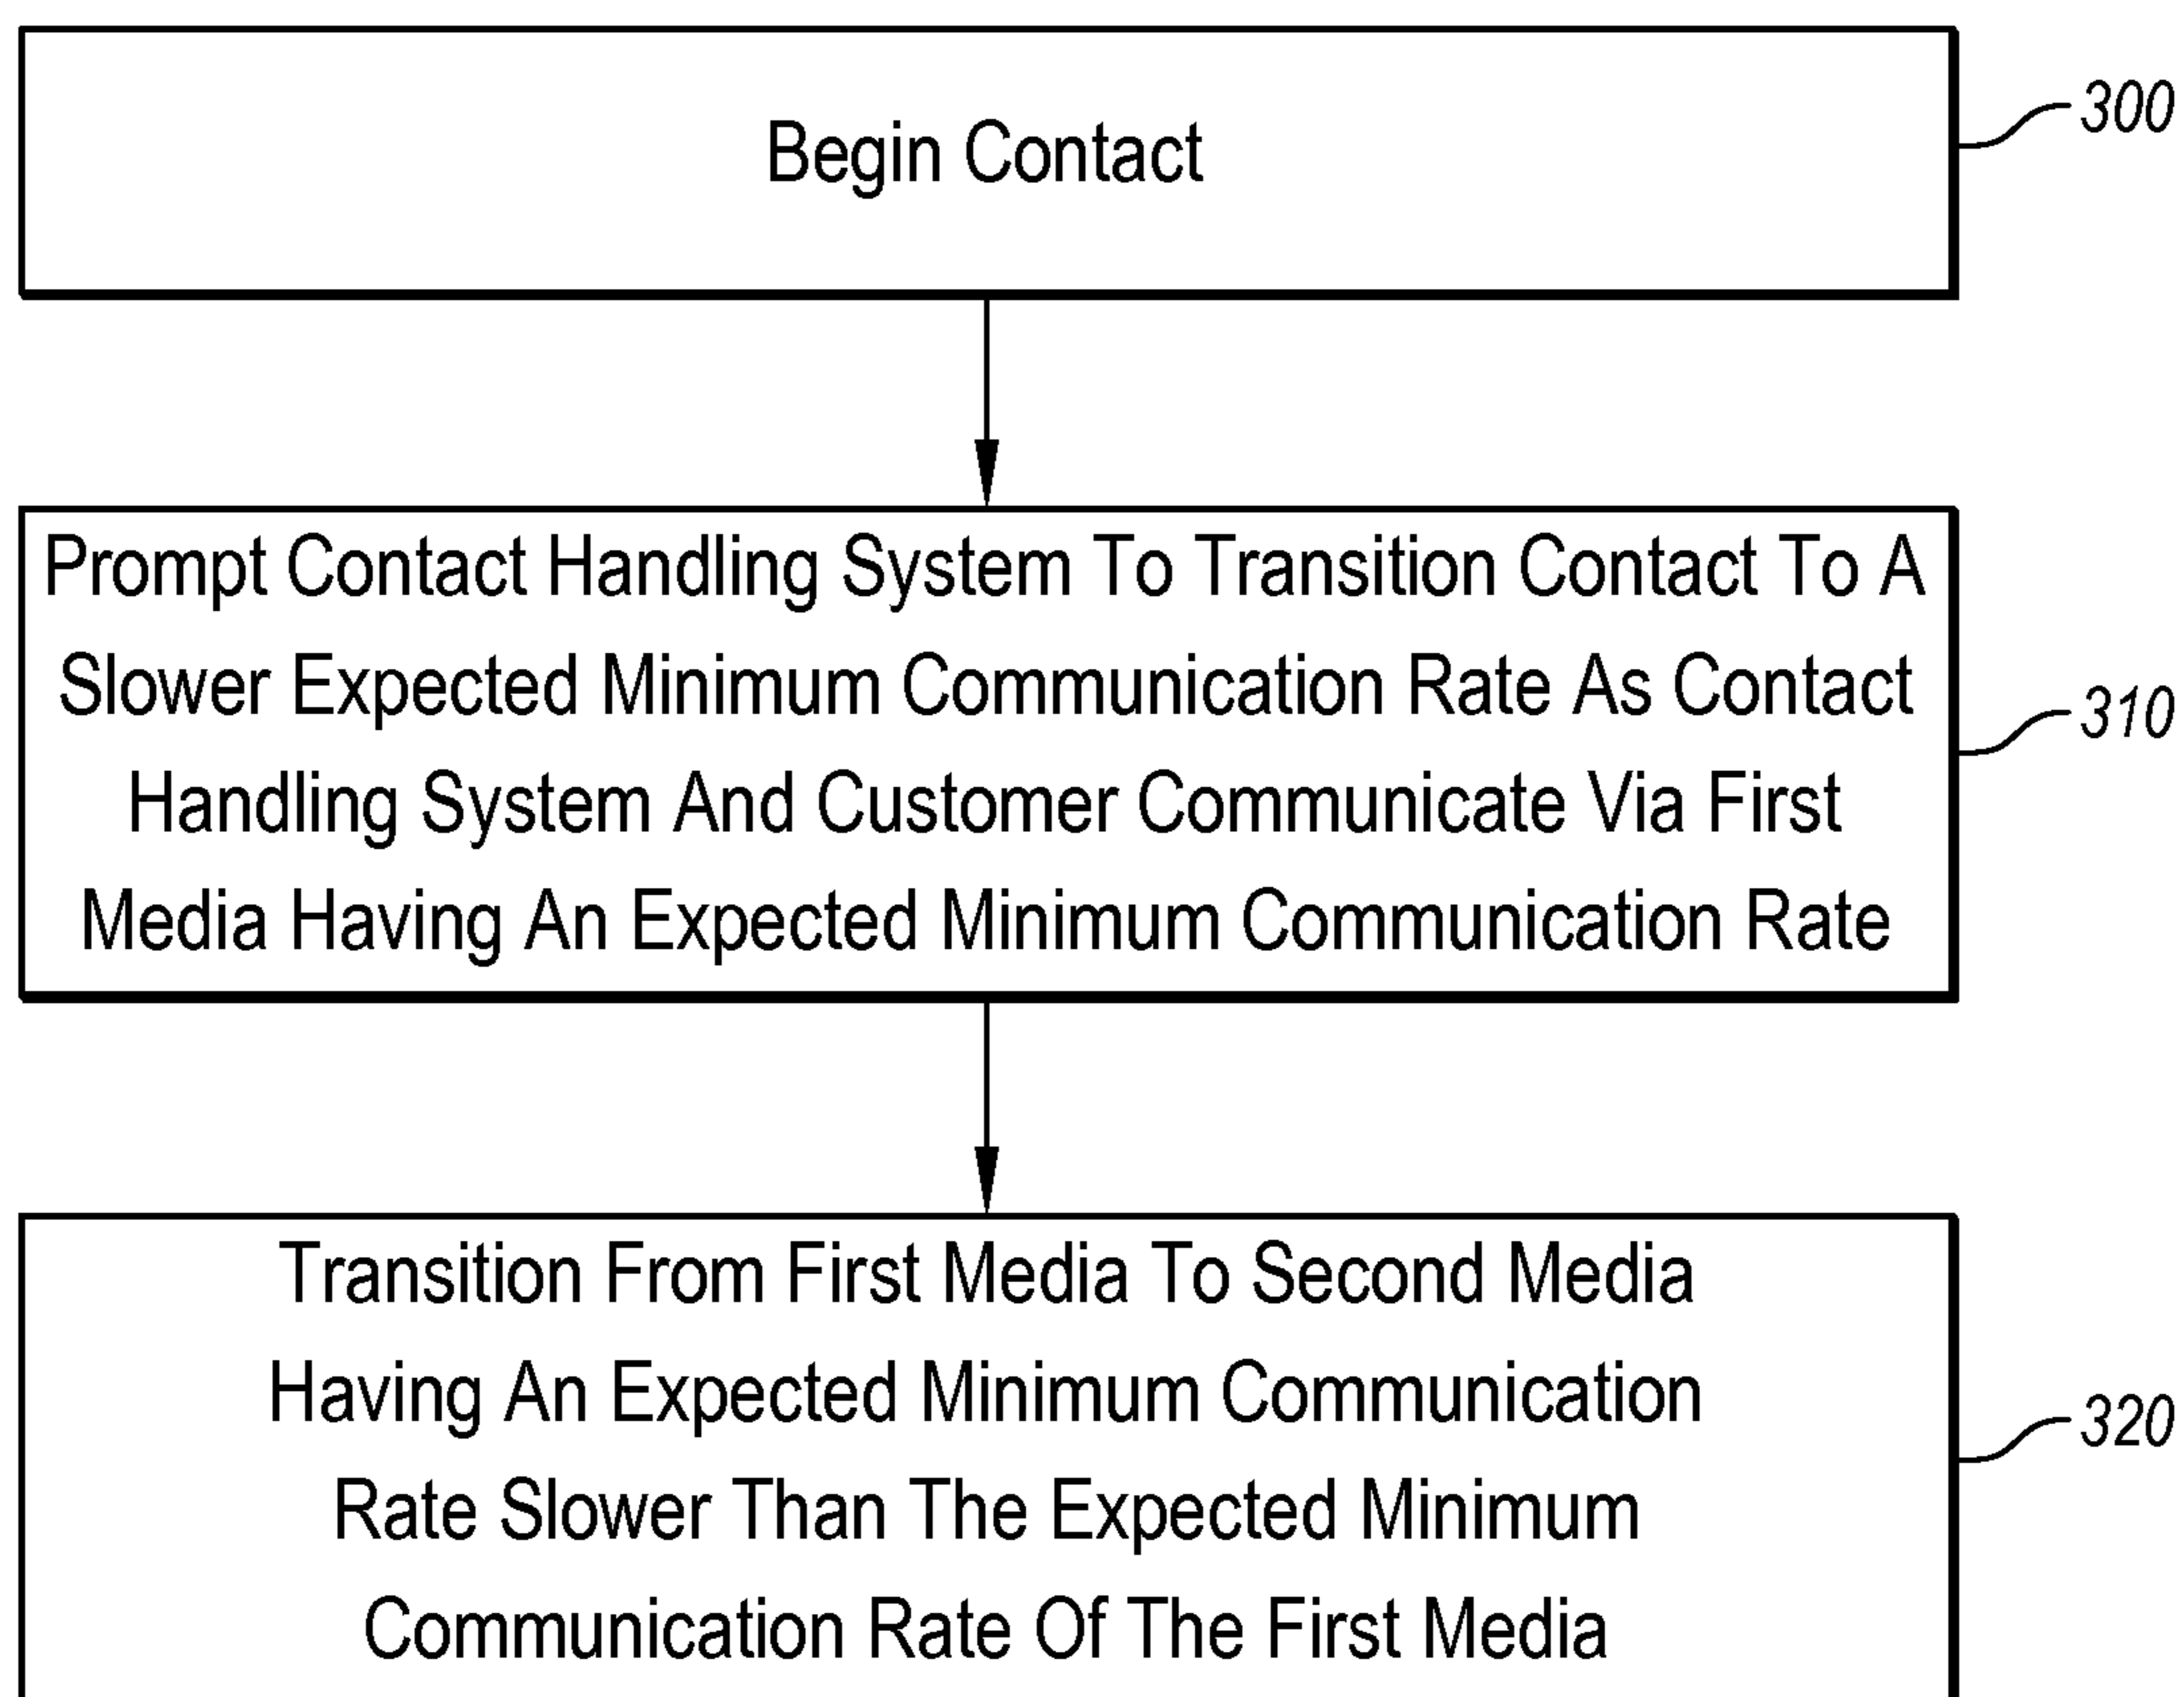 Begin Contact
300
Prompt Contact Handling System To Transition Contact To A
Slower Expected Minimum Communication Rate As Contact
Handling System And Customer Communicate Via First
Media Having An Expected Minimum Communication Rate
310
Transition From First Media To Second Media
Having An Expected Minimum Communication
Rate Slower Than The Expected Minimum
Communication Rate Of The First Media
320